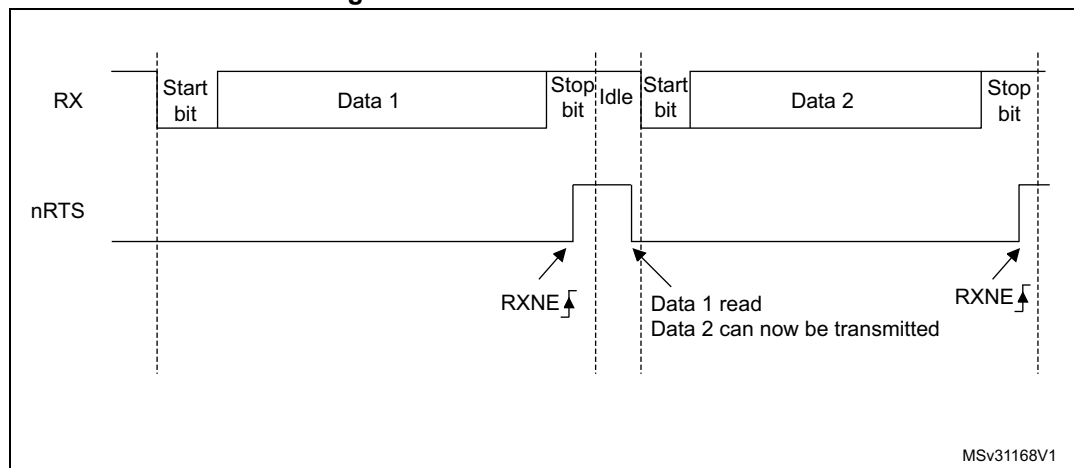 RX
Start
bit
Data 1
Stop
bit
Idle
Start
bit
Data 2
Stop
bit
nRTS
RXNE
Data 1 read
Data 2 can now be transmitted
RXNE
MSv31168V1